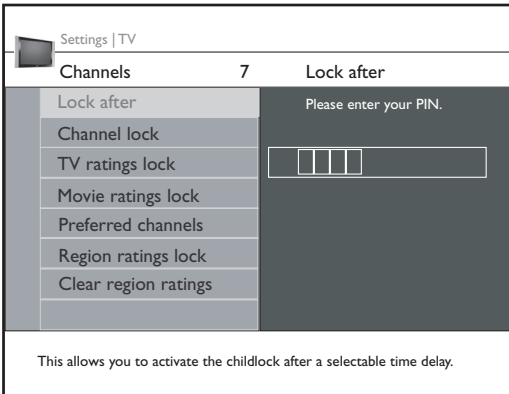 Settings | TV
Channels 7 Lock after
Lock after
Channel lock
TV ratings lock
Movie ratings lock
Preferred channels
Region ratings lock
Clear region ratings
Please enter your PIN.
This allows you to activate the childlock after a selectable time delay.